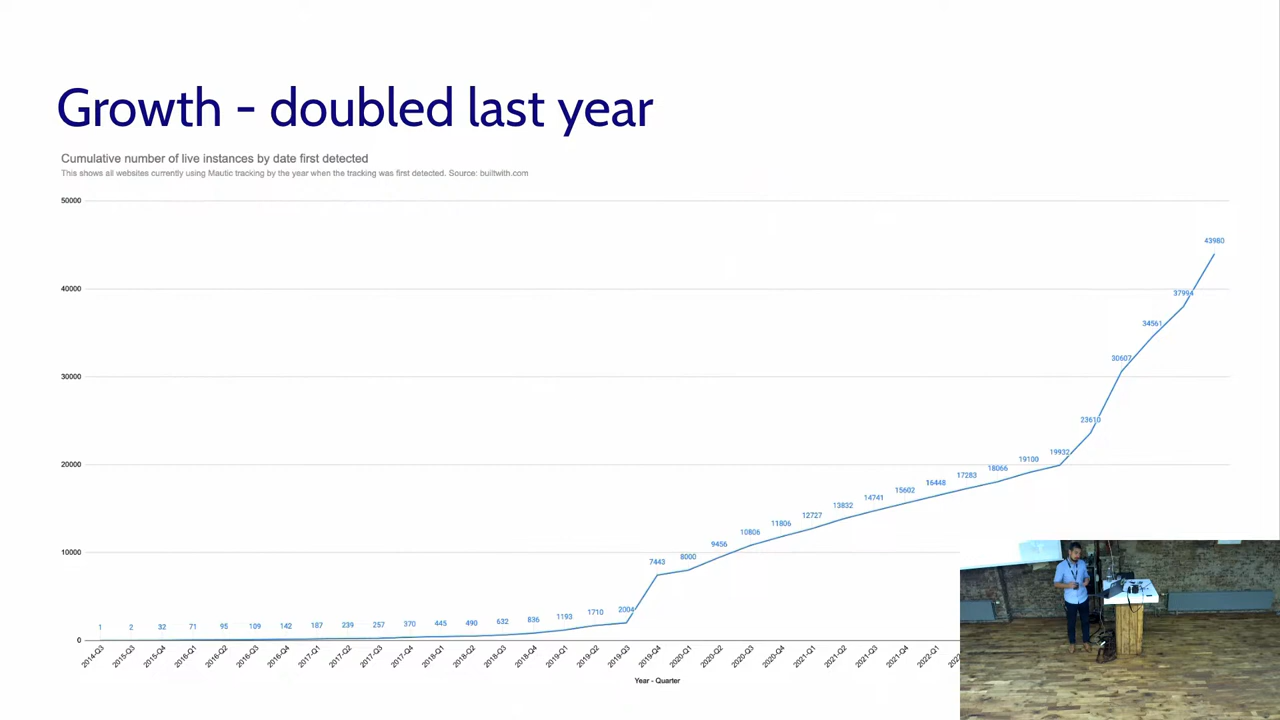 Growth - doubled last year
Cumulative number of live instances by date first detected
This shows all websites currently using Mautic tracking by the year when the tracking was first detected. Source: builtwith.com
50000
43980
40000
37994
34561
30607
30000
23610
20000
19932
19100
18066
17283
16448
15602
14741
13832
12727
11806
10806
10000
9456
8000
7443
2004
1710
1193
836
632
490
445
370
257
239
187
142
109
95
71
32
2
1
0
2014-Q3
2015-Q3
2015-Q4
2016-Q1
2016-Q2
2016-Q3
2016-Q4
2017-Q1
2017-Q2
2017-Q3
2017-Q4
2018-Q1
2018-Q2
2018-Q3
2018-Q4
2019-Q1
2019-Q2
2019-Q3
2019-Q4
2020-Q1
2020-Q2
2020-Q3
2020-Q4
2021-Q1
2021-Q2
2021-Q3
2021-Q4
2022-Q1
Year - Quarter